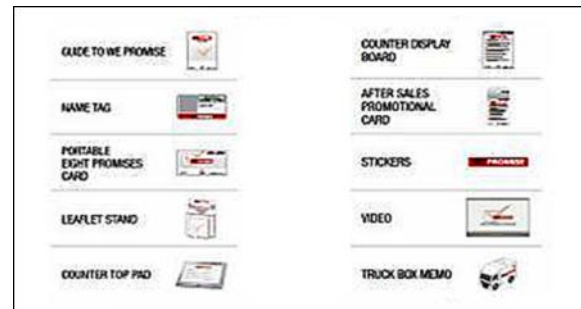 GUIDE TO WE PROMISE
NAME TAG
PORTABLE
EIGHT PROMISES
CARD
LEAFLET STAND
COUNTER TOP PAD
COUNTER DISPLAY
BOARD
AFTER SALES
PROMOTIONAL
CARD
STICKERS
PROMISE
VIDEO
TRUCK BOX MEMO